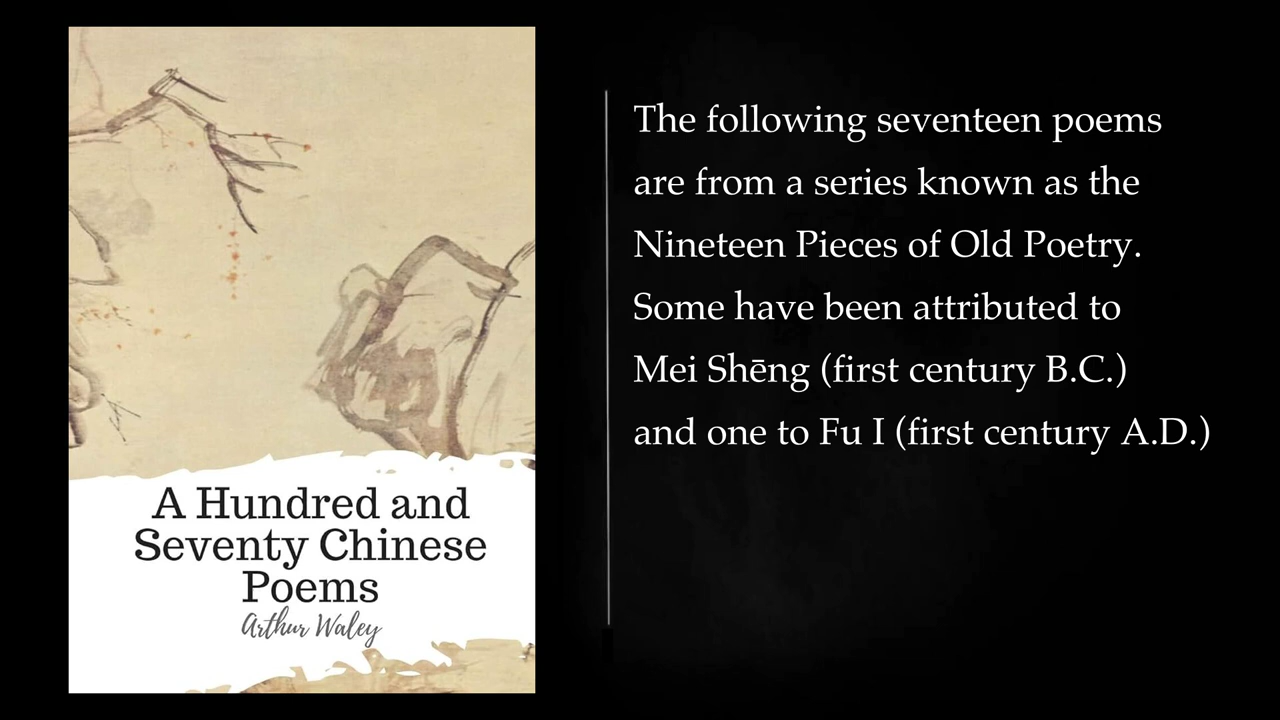 A Hundred and
Seventy Chinese
Poems
Arthur Waley
The following seventeen poems
are from a series known as the
Nineteen Pieces of Old Poetry.
Some have been attributed to
Mei Shēng (first century B.C.)
and one to Fu I (first century A.D.)